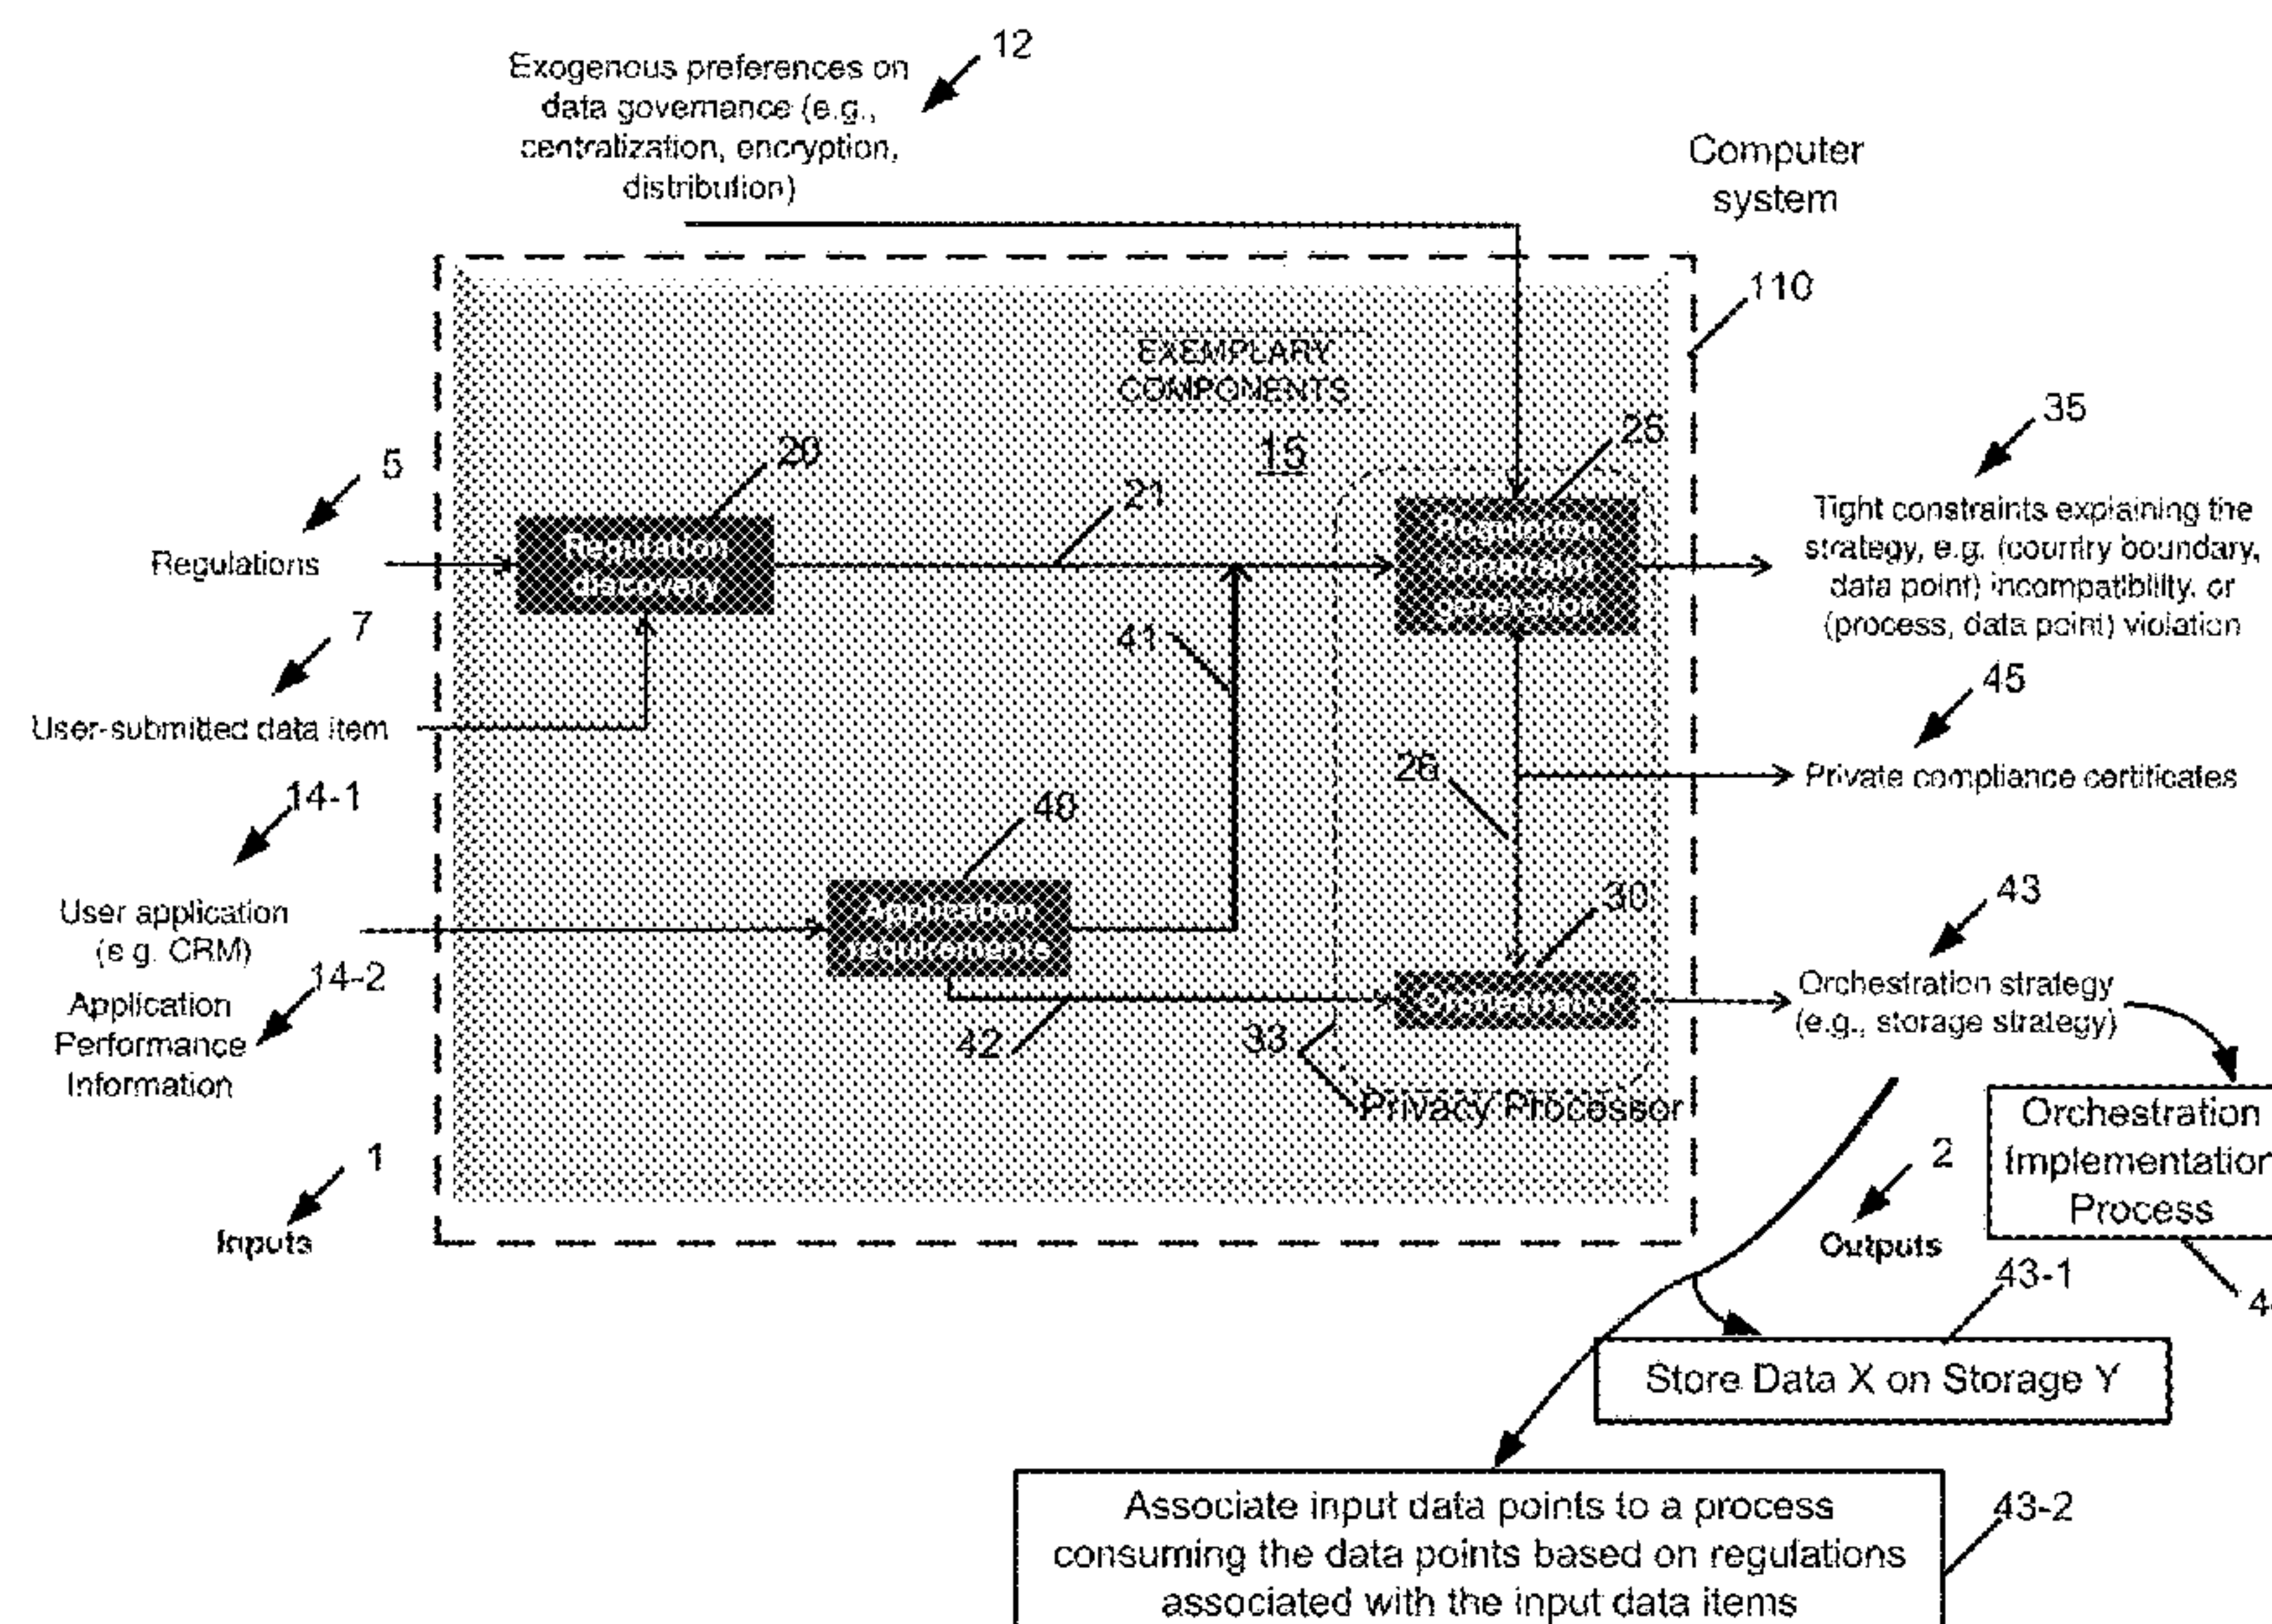 12
Exogenous preferences on
data governance (e.g.,
centralization, encryption,
distribution)
Computer
system
110
EXEMPLARY
COMPONENTS
15
5
Regulations
20
Regulation
discovery
21
25
Regulation
constraint
generation
35
Tight constraints explaining the
strategy, e.g. (country boundary,
data point) incompatibility, or
(process, data point) violation
7
User-submitted data item
41
26
45
Private compliance certificates
14-1
User application
(e.g. CRM)
14-2
Application
Performance
Information
40
Application
requirements
42
30
Orchestrator
33
Privacy Processor
43
Orchestration strategy
(e.g., storage strategy)
Orchestration
Implementation
Process
1
Inputs
2
Outputs
43-1
Store Data X on Storage Y
43-2
Associate input data points to a process
consuming the data points based on regulations
associated with the input data items